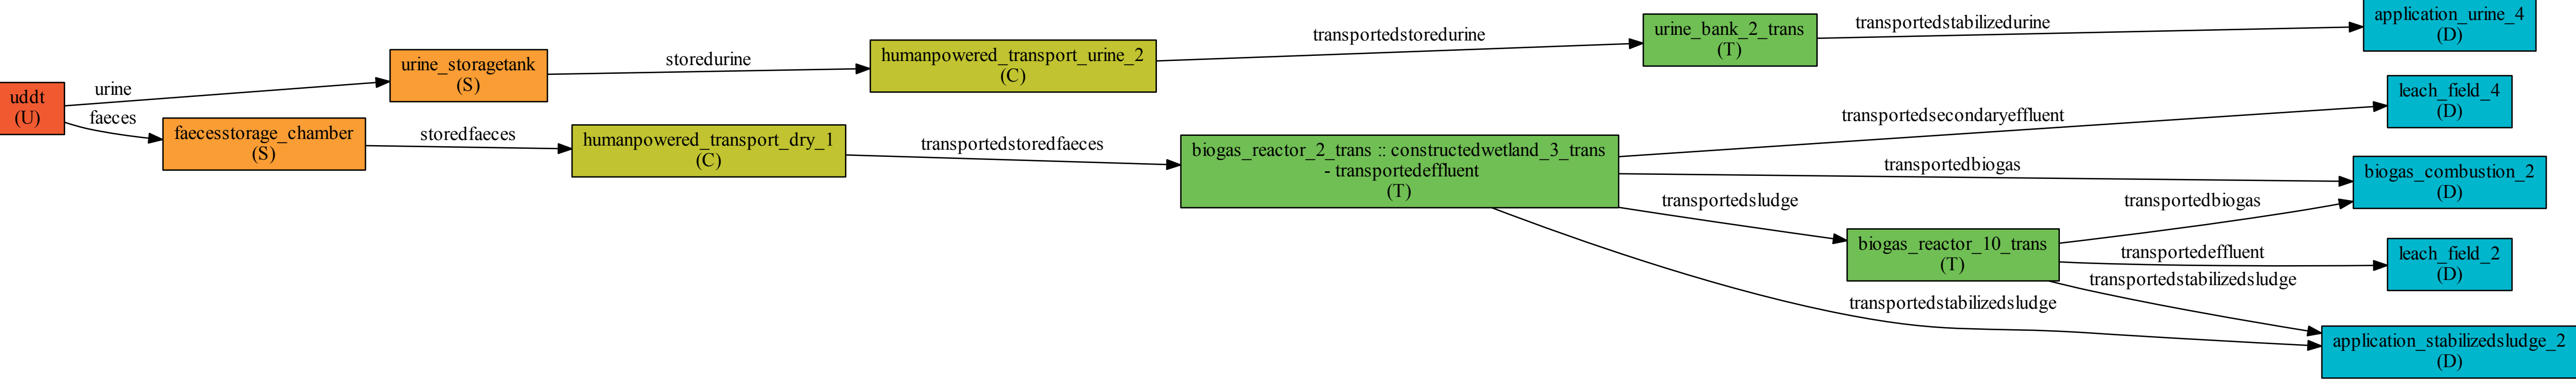 uddt
(U)
urine
faeces
urine_storagetank
(S)
faecesstorage_chamber
(S)
storedurine
storedfaeces
humanpowered_transport_urine_2
(C)
humanpowered_transport_dry_1
(C)
transportedstoredurine
transportedstoredfaeces
urine_bank_2_trans
(T)
biogas_reactor_2_trans :: constructedwetland_3_trans
- transportedeffluent
(T)
transportedstabilizedurine
transportedsecondaryeffluent
transportedbiogas
transportedsludge
transportedstabilizedsludge
biogas_reactor_10_trans
(T)
transportedbiogas
transportedeffluent
transportedstabilizedsludge
application_urine_4
(D)
leach_field_4
(D)
biogas_combustion_2
(D)
leach_field_2
(D)
application_stabilizedsludge_2
(D)